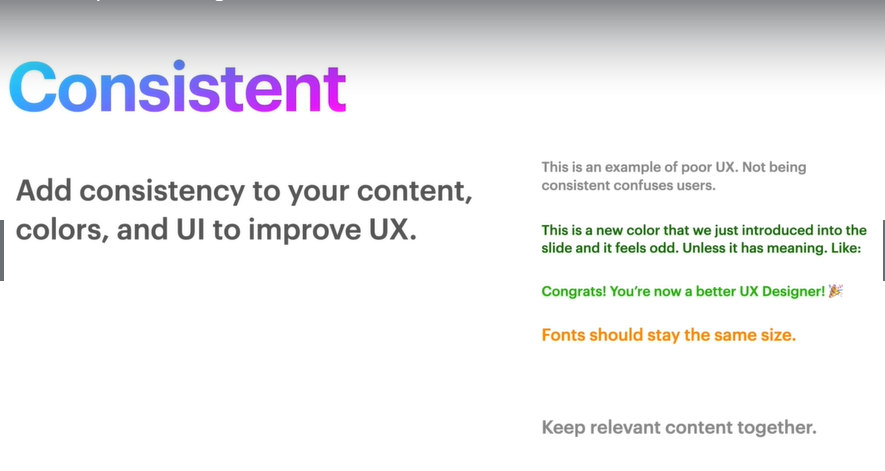 Consistent
Add consistency to your content,
colors, and UI to improve UX.
This is an example of poor UX. Not being
consistent confuses users.
This is a new color that we just introduced into the
slide and it feels odd. Unless it has meaning. Like:
Congrats! You’re now a better UX Designer! 🎉
Fonts should stay the same size.
Keep relevant content together.